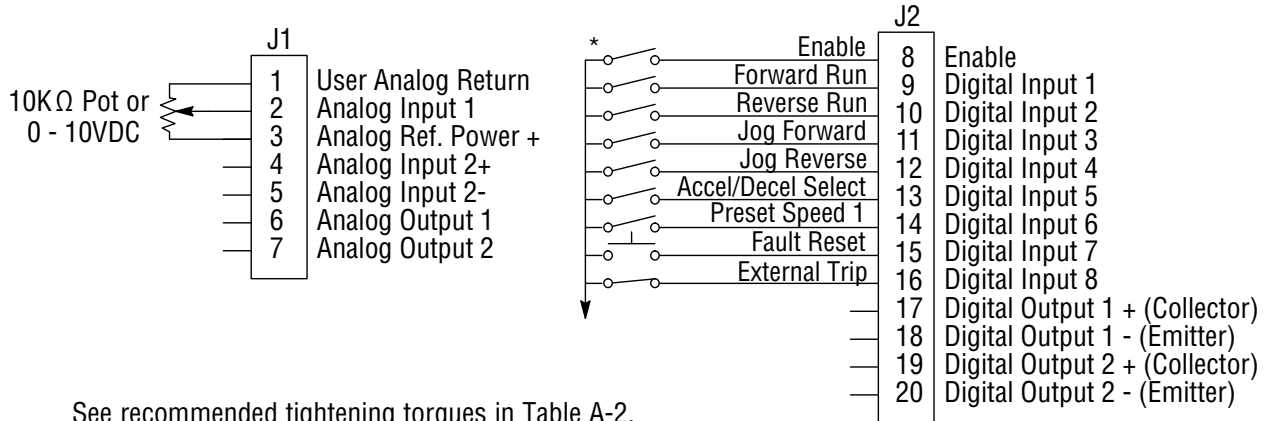 J1
10KΩ Pot or
0 - 10VDC
1 User Analog Return
2 Analog Input 1
3 Analog Ref. Power +
4 Analog Input 2+
5 Analog Input 2-
6 Analog Output 1
7 Analog Output 2
J2
*
Enable 8 Enable
Forward Run 9 Digital Input 1
Reverse Run 10 Digital Input 2
Jog Forward 11 Digital Input 3
Jog Reverse 12 Digital Input 4
Accel/Decel Select 13 Digital Input 5
Preset Speed 1 14 Digital Input 6
Fault Reset 15 Digital Input 7
External Trip 16 Digital Input 8
17 Digital Output 1 + (Collector)
18 Digital Output 1 - (Emitter)
19 Digital Output 2 + (Collector)
20 Digital Output 2 - (Emitter)
See recommended tightening torques in Table A-2.